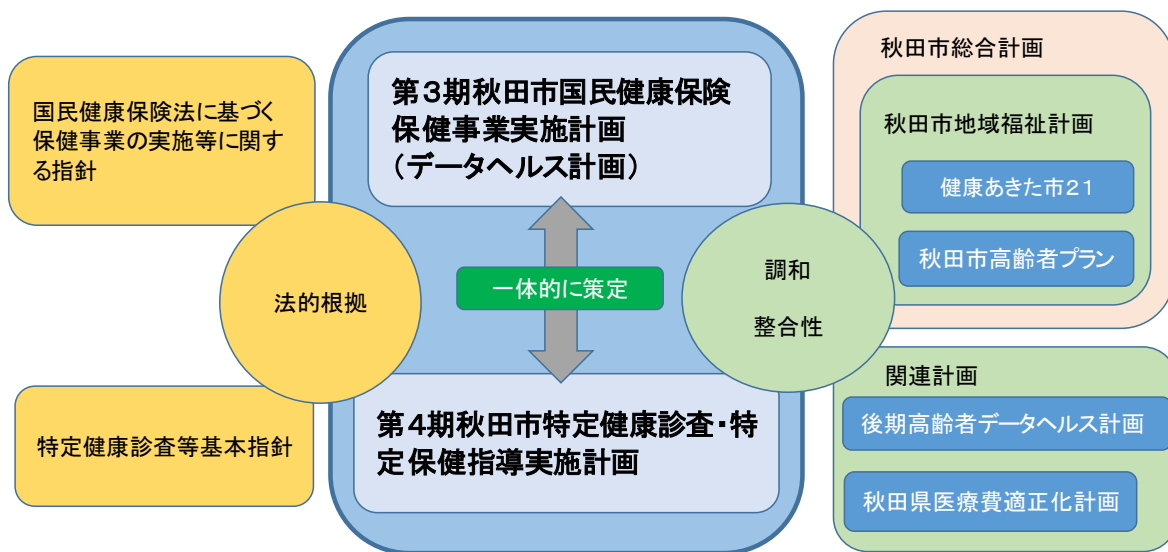 国民健康保険法に基づく
保健事業の実施等に関す
る指針
法的根拠
特定健康診査等基本指針
第3期秋田市国民健康保険
保健事業実施計画
(データヘルス計画)
一体的に策定
第4期秋田市特定健康診査・特
定保健指導実施計画
調和
整合性
秋田市総合計画
秋田市地域福祉計画
健康あきた市21
秋田市高齢者プラン
関連計画
後期高齢者データヘルス計画
秋田県医療費適正化計画